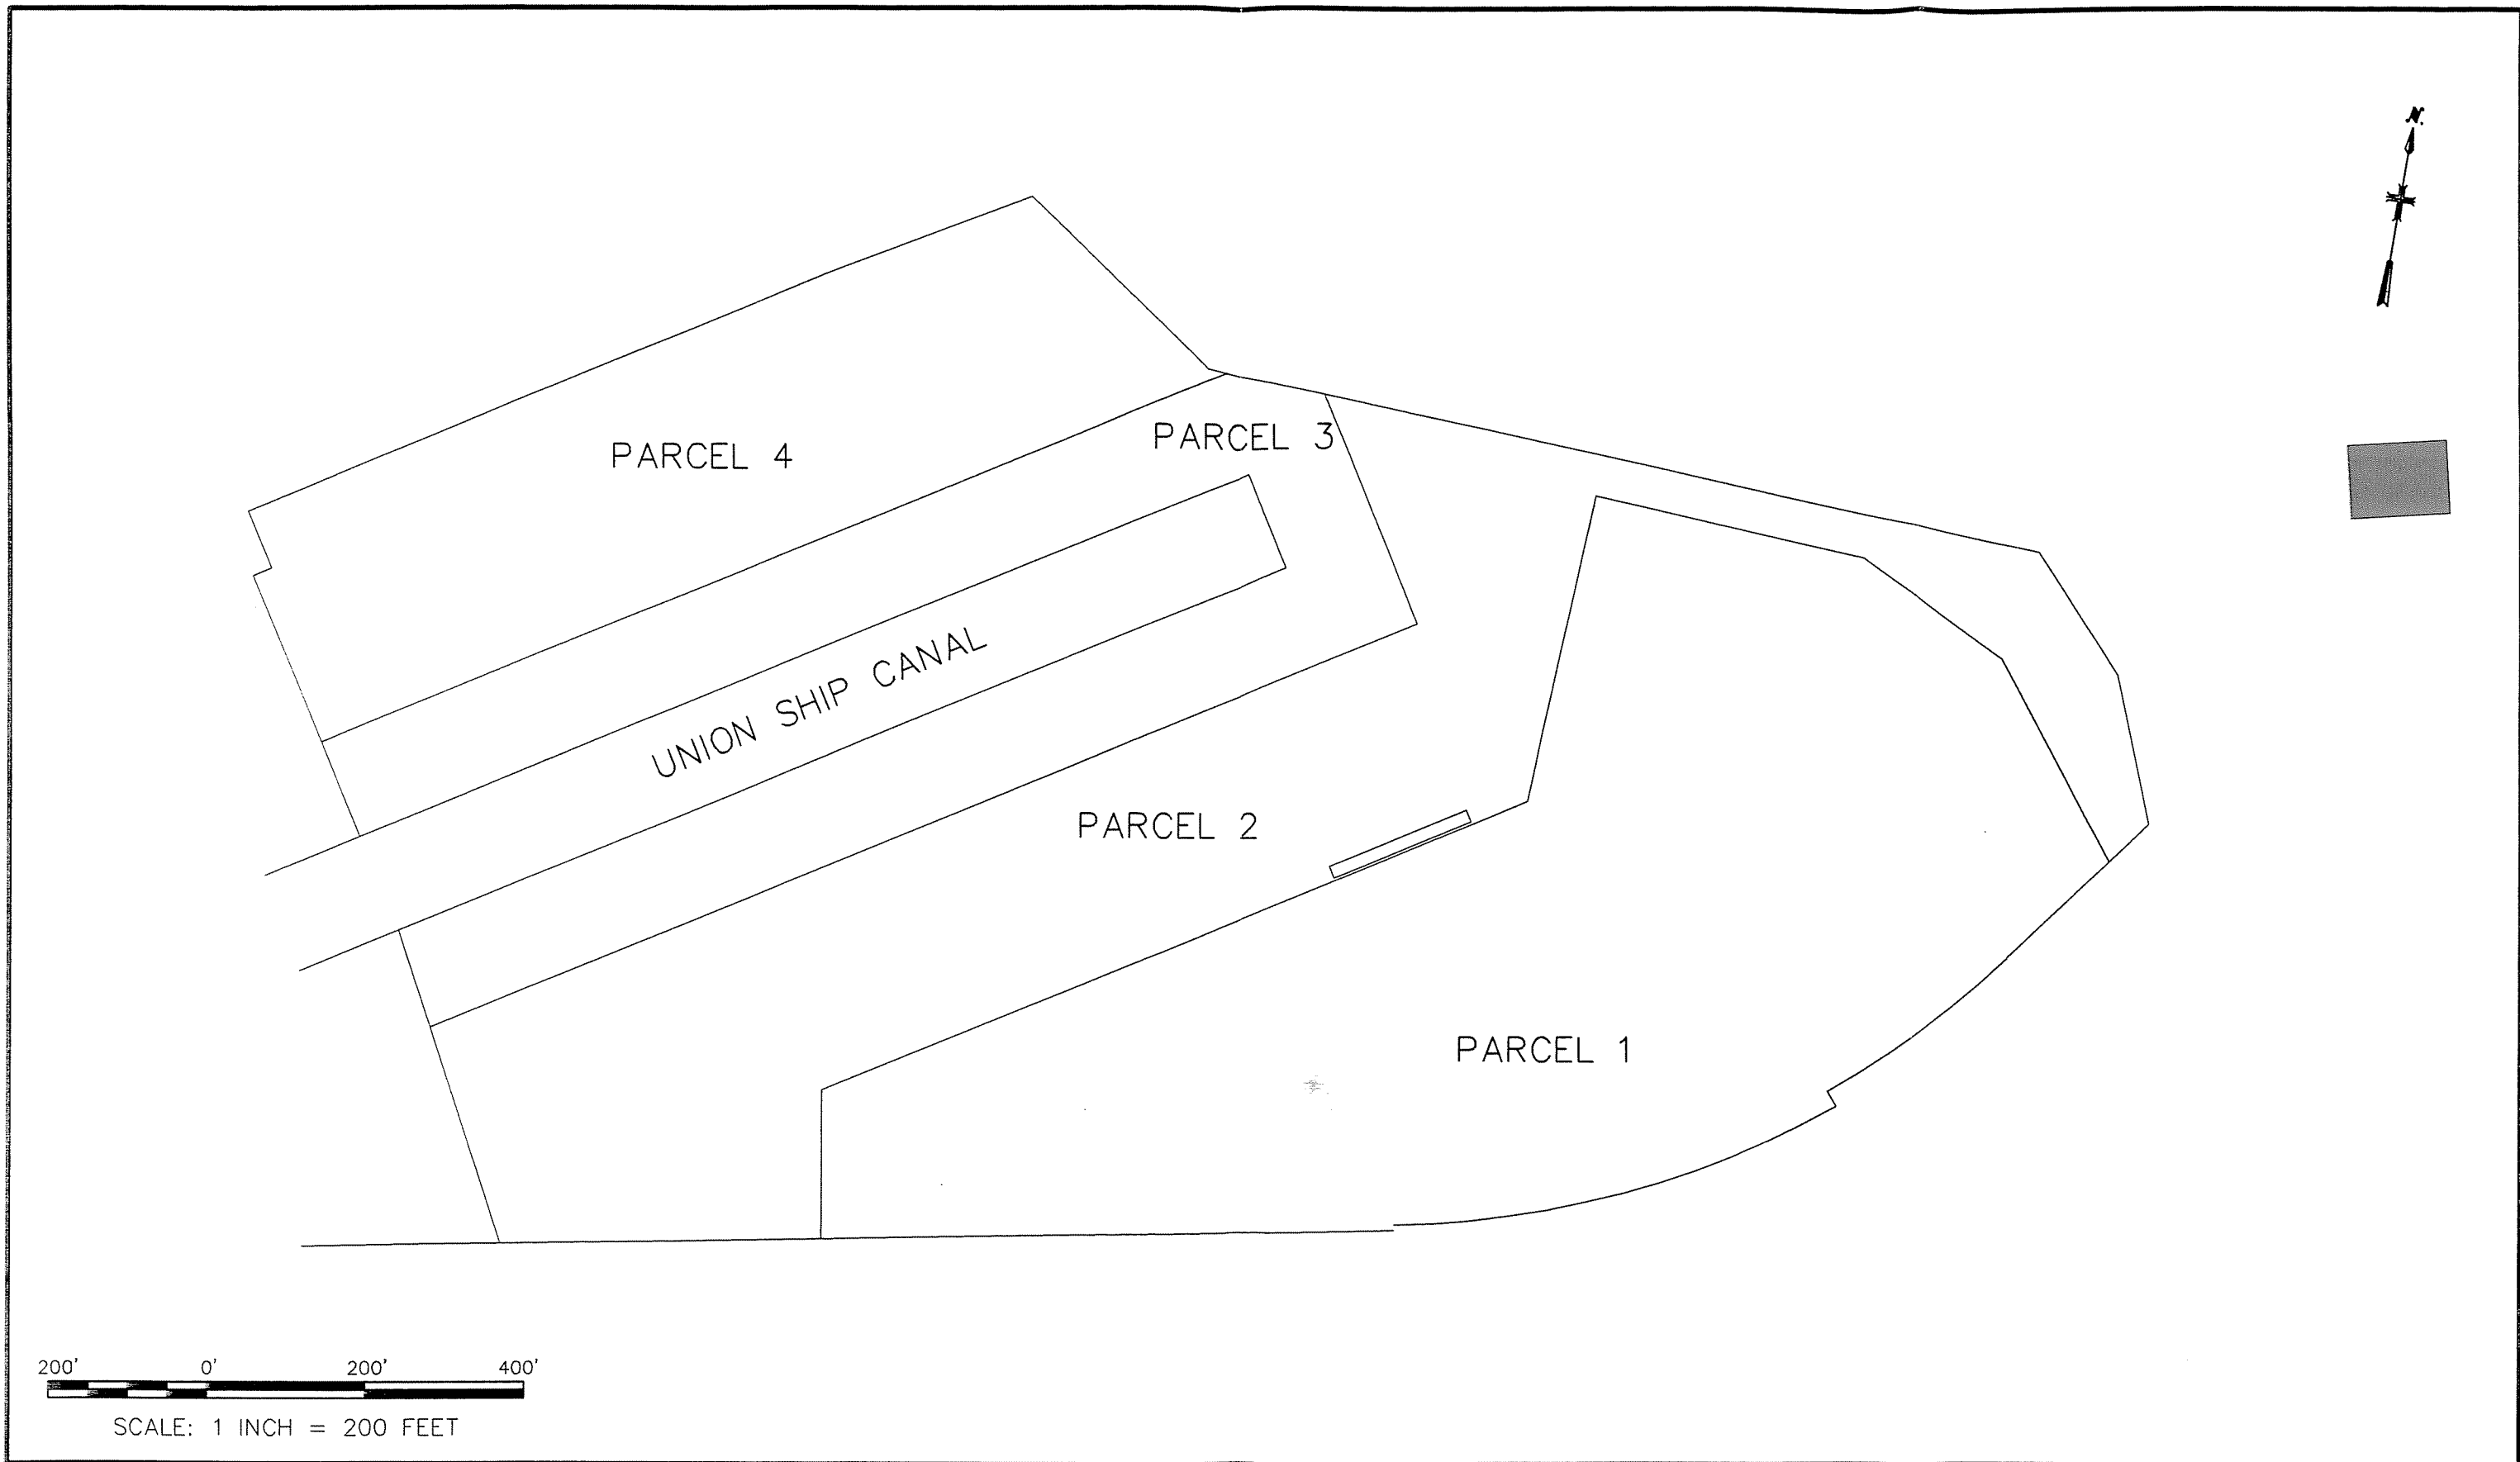 N.
PARCEL 4
PARCEL 3
UNION SHIP CANAL
PARCEL 2
PARCEL 1
200' 0' 200' 400'
SCALE: 1 INCH = 200 FEET